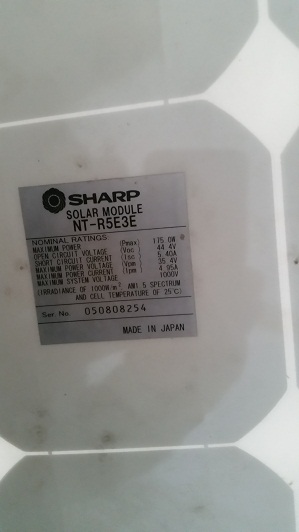 SHARP
SOLAR MODULE
NT-R5E3E
NOMINAL RATINGS
MAXIMUM POWER (Pmax) 175.0W
OPEN CIRCUIT VOLTAGE (Voc) 44.4V
SHORT CIRCUIT CURRENT (Isc) 5.40A
MAXIMUM POWER VOLTAGE (Vpm) 35.4V
MAXIMUM POWER CURRENT (Ipm) 4.95A
MAXIMUM SYSTEM VOLTAGE 1000V
(IRRADIANCE OF 1000W/m², AM1.5 SPECTRUM
AND CELL TEMPERATURE OF 25℃)
Ser. No. 050808254
MADE IN JAPAN